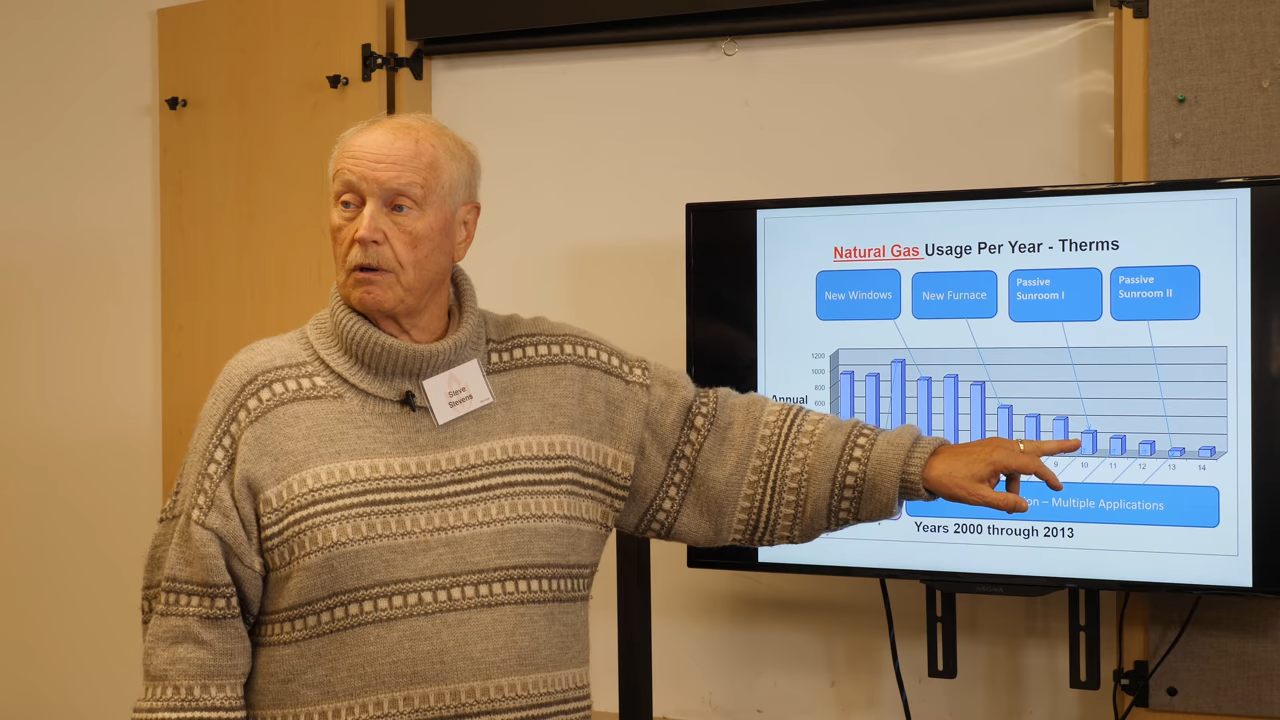 Natural Gas Usage Per Year - Therms
New Windows
New Furnace
Passive
Sunroom I
Passive
Sunroom II
1200
1000
800
600
Annual
9 10 11 12 13 14
– Multiple Applications
Years 2000 through 2013
Steve
Stevens